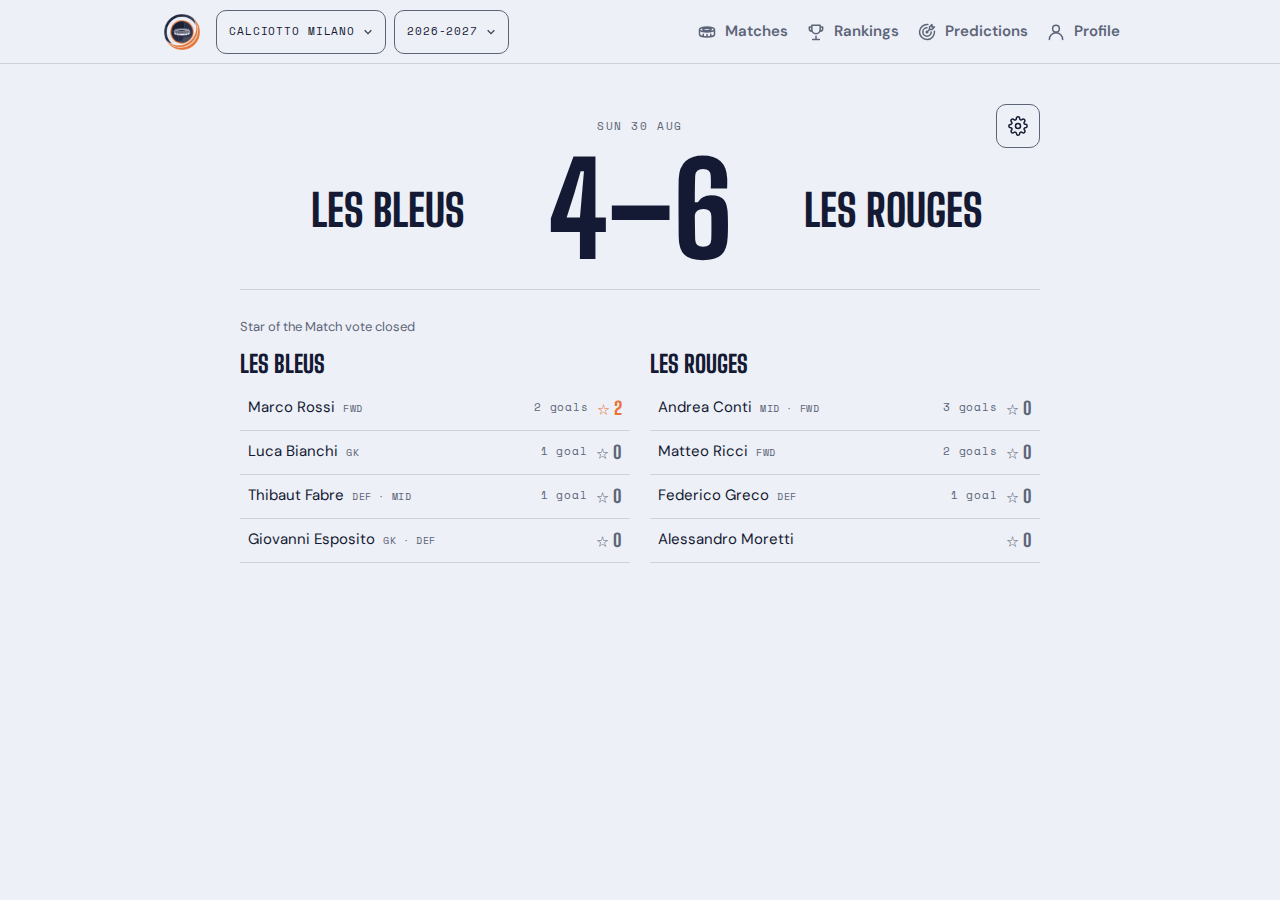 CALCIOTTO MILANO 2026-2027 Matches Rankings Predictions Profile
SUN 30 AUG
LES BLEUS 4–6 LES ROUGES
Star of the Match vote closed
LES BLEUS
Marco Rossi FWD 2 goals ☆ 2
Luca Bianchi GK 1 goal ☆ 0
Thibaut Fabre DEF · MID 1 goal ☆ 0
Giovanni Esposito GK · DEF ☆ 0
LES ROUGES
Andrea Conti MID · FWD 3 goals ☆ 0
Matteo Ricci FWD 2 goals ☆ 0
Federico Greco DEF 1 goal ☆ 0
Alessandro Moretti ☆ 0